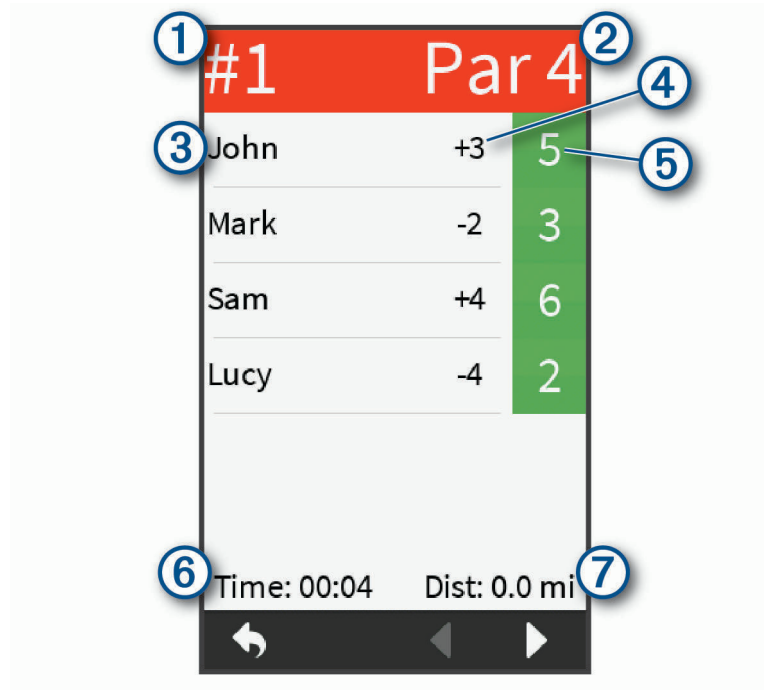 ① #1 Par 4 ②
④
③ John +3 5 ⑤
Mark -2 3
Sam +4 6
Lucy -4 2
⑥ Time: 00:04 Dist: 0.0 mi ⑦